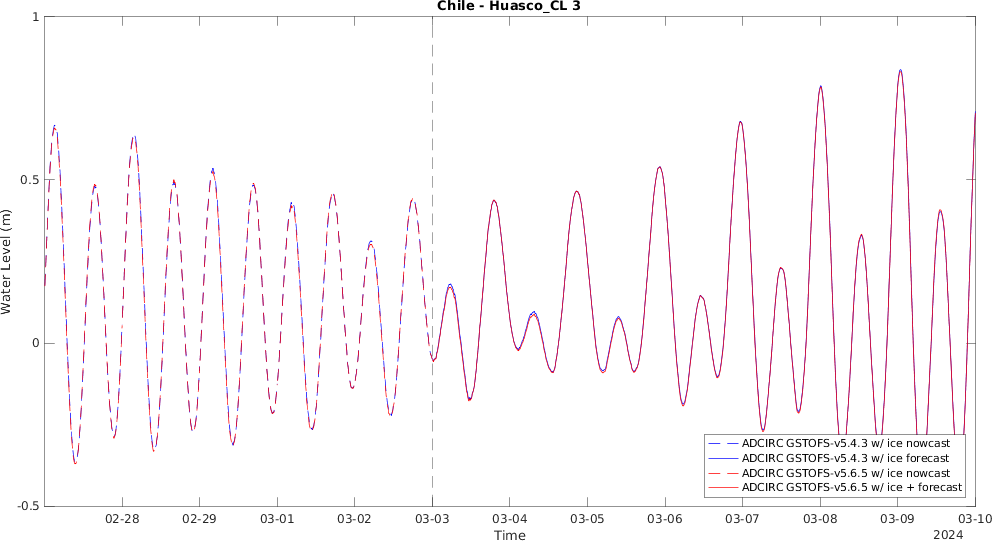 Chile - Huasco_CL 3
1
0.5
0
-0.5
Water Level (m)
ADCIRC GSTOFS-v5.4.3 w/ ice nowcast
ADCIRC GSTOFS-v5.4.3 w/ ice forecast
ADCIRC GSTOFS-v5.6.5 w/ ice nowcast
ADCIRC GSTOFS-v5.6.5 w/ ice + forecast
02-28 02-29 03-01 03-02 03-03 03-04 03-05 03-06 03-07 03-08 03-09 03-10
Time
2024